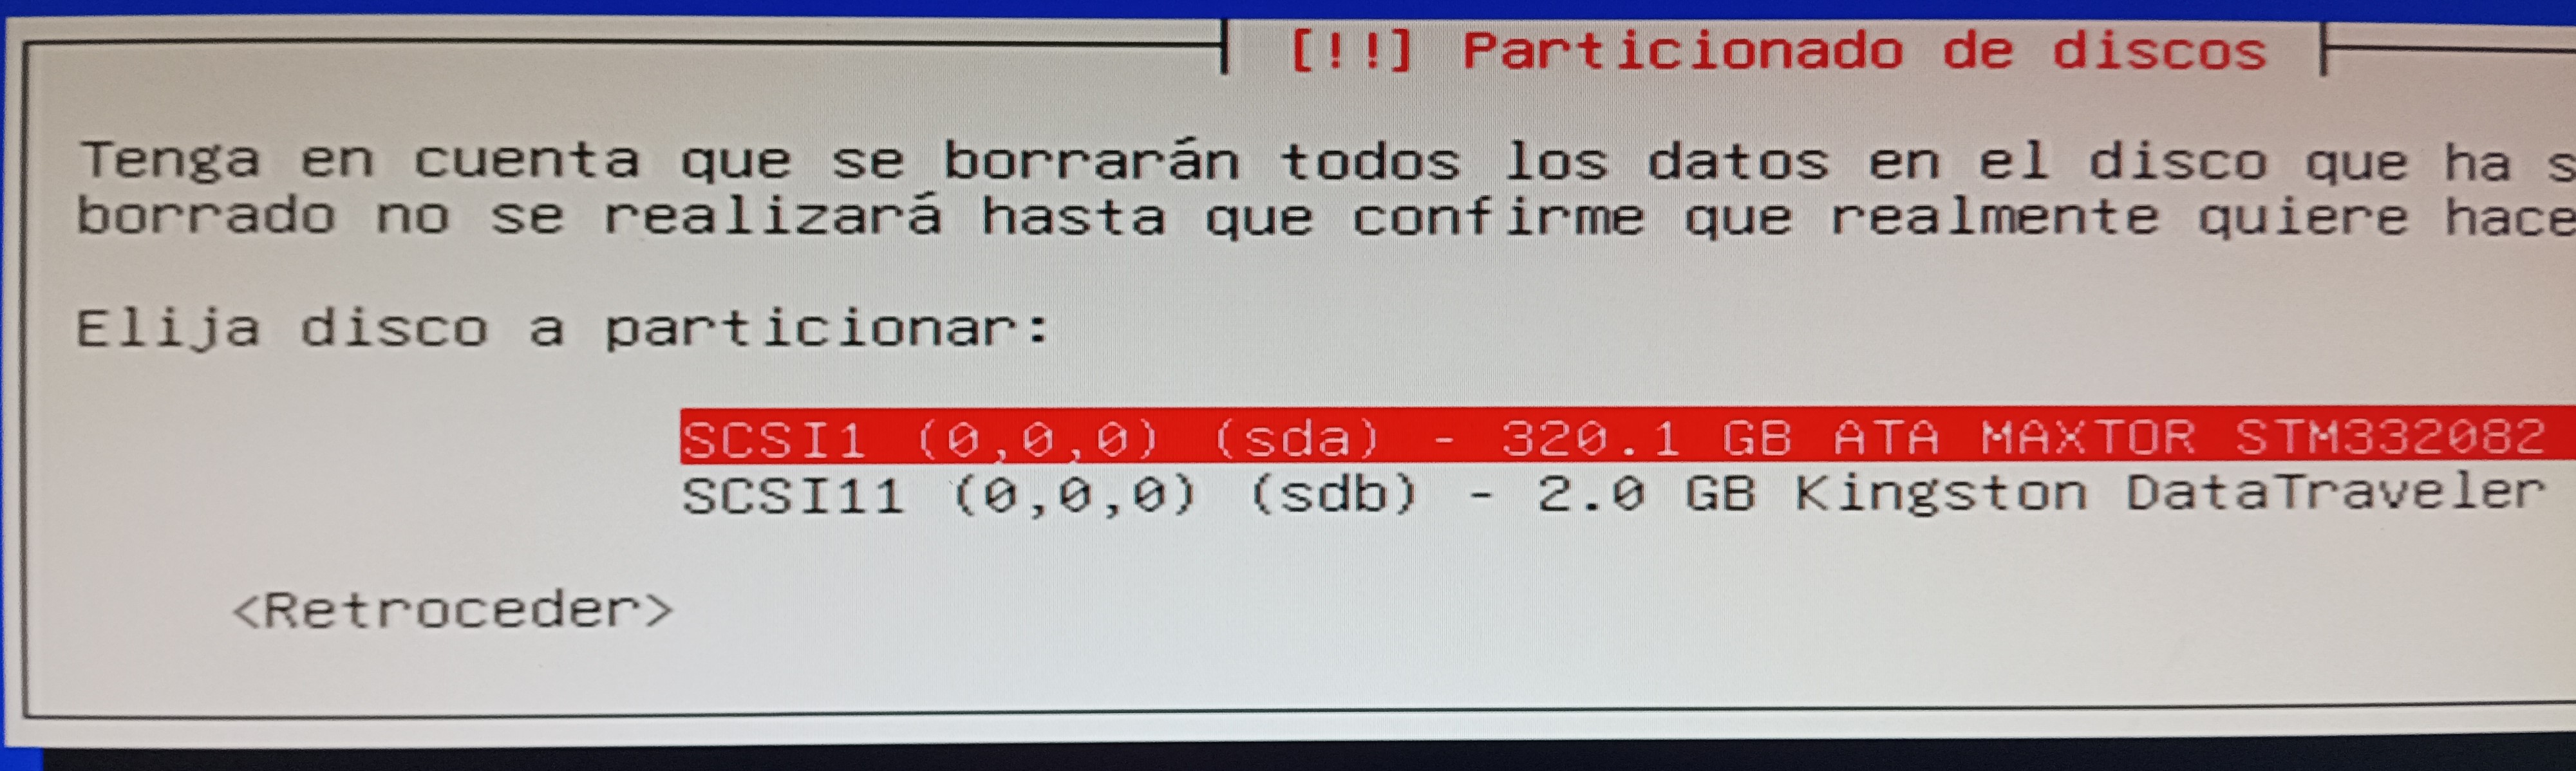 [!!] Particionado de discos
Tenga en cuenta que se borrarán todos los datos en el disco que ha
borrado no se realizará hasta que confirme que realmente quiere
Elija disco a particionar:
SCSI1 (0,0,0) (sda) - 320.1 GB ATA MAXTOR STM332082
SCSI11 (0,0,0) (sdb) - 2.0 GB Kingston DataTraveler
<Retroceder>